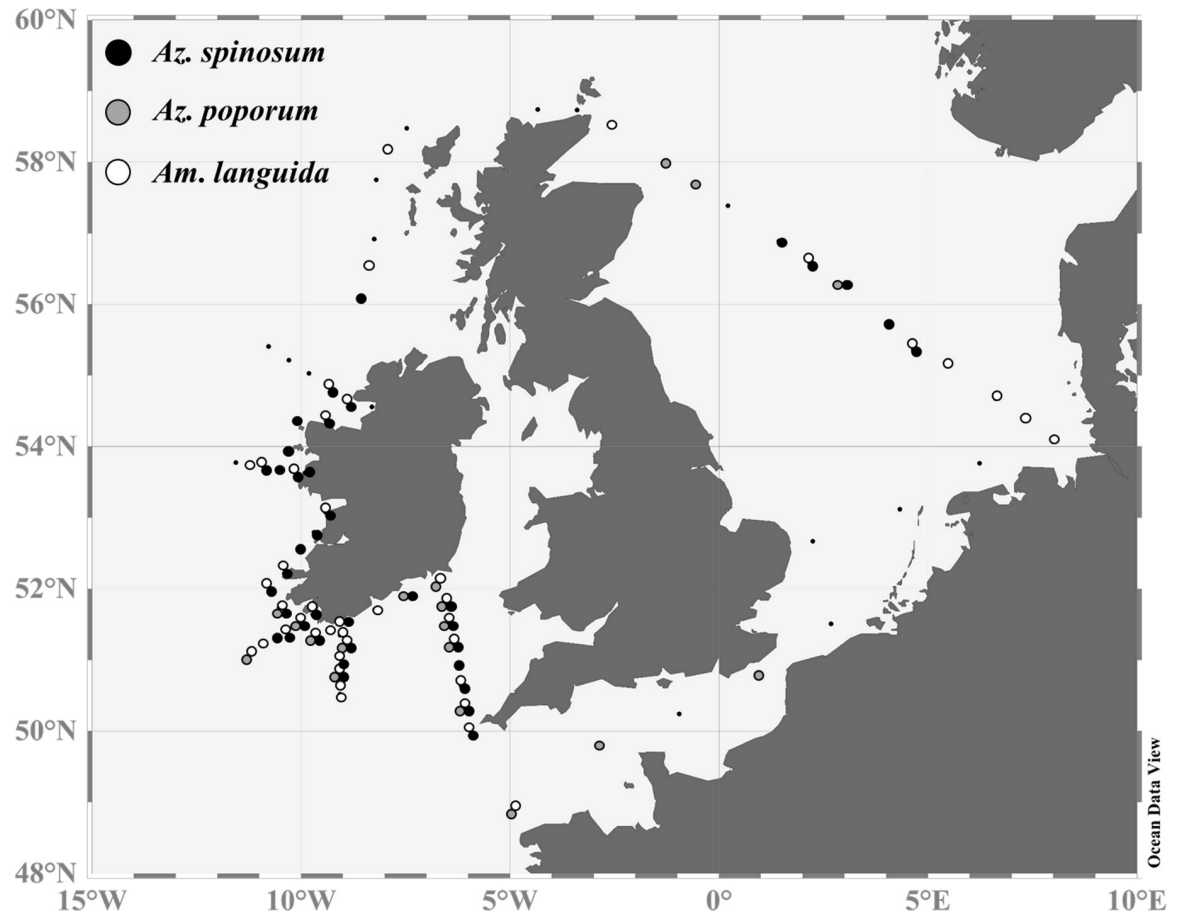 60°N
Az. spinosum
Az. poporum
58°N
Am. languida
56°N
54°N
52°N
50°N
48°N
15°W 10°W 5°W 0° 5°E 10°E
Ocean Data View